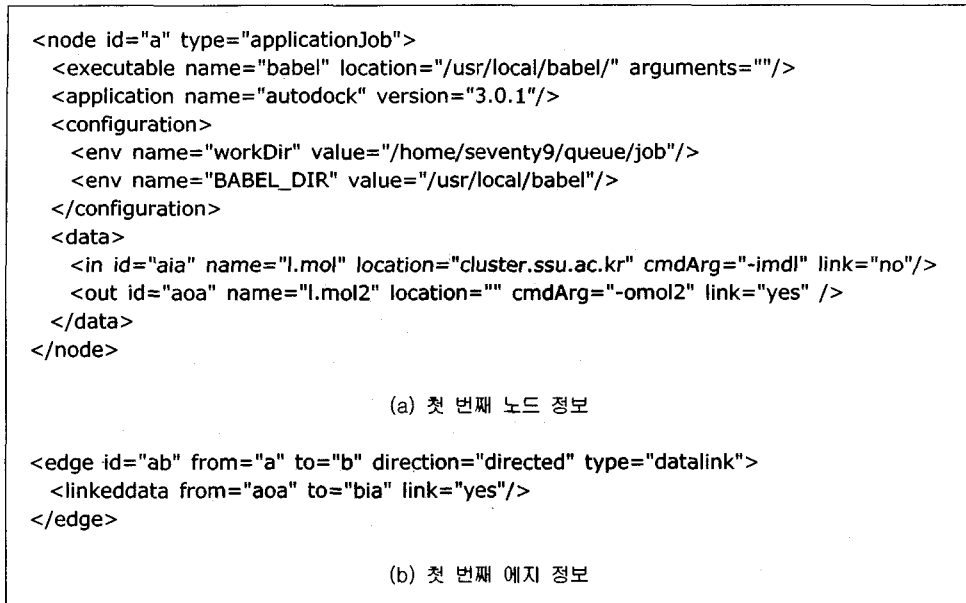 <node id="a" type="applicationJob">
<executable name="babel" location="/usr/local/babel/" arguments=""/>
<application name="autodock" version="3.0.1"/>
<configuration>
<env name="workDir" value="/home/seventy9/queue/job"/>
<env name="BABEL_DIR" value="/usr/local/babel"/>
</configuration>
<data>
<in id="aia" name="l.mol" location="cluster.ssu.ac.kr" cmdArg="-imdl" link="no"/>
<out id="aoa" name="l.mol2" location="" cmdArg="-omol2" link="yes" />
</data>
</node>
(a) 첫 번째 노드 정보
<edge id="ab" from="a" to="b" direction="directed" type="datalink">
<linkeddata from="aoa" to="bia" link="yes"/>
</edge>
(b) 첫 번째 에지 정보